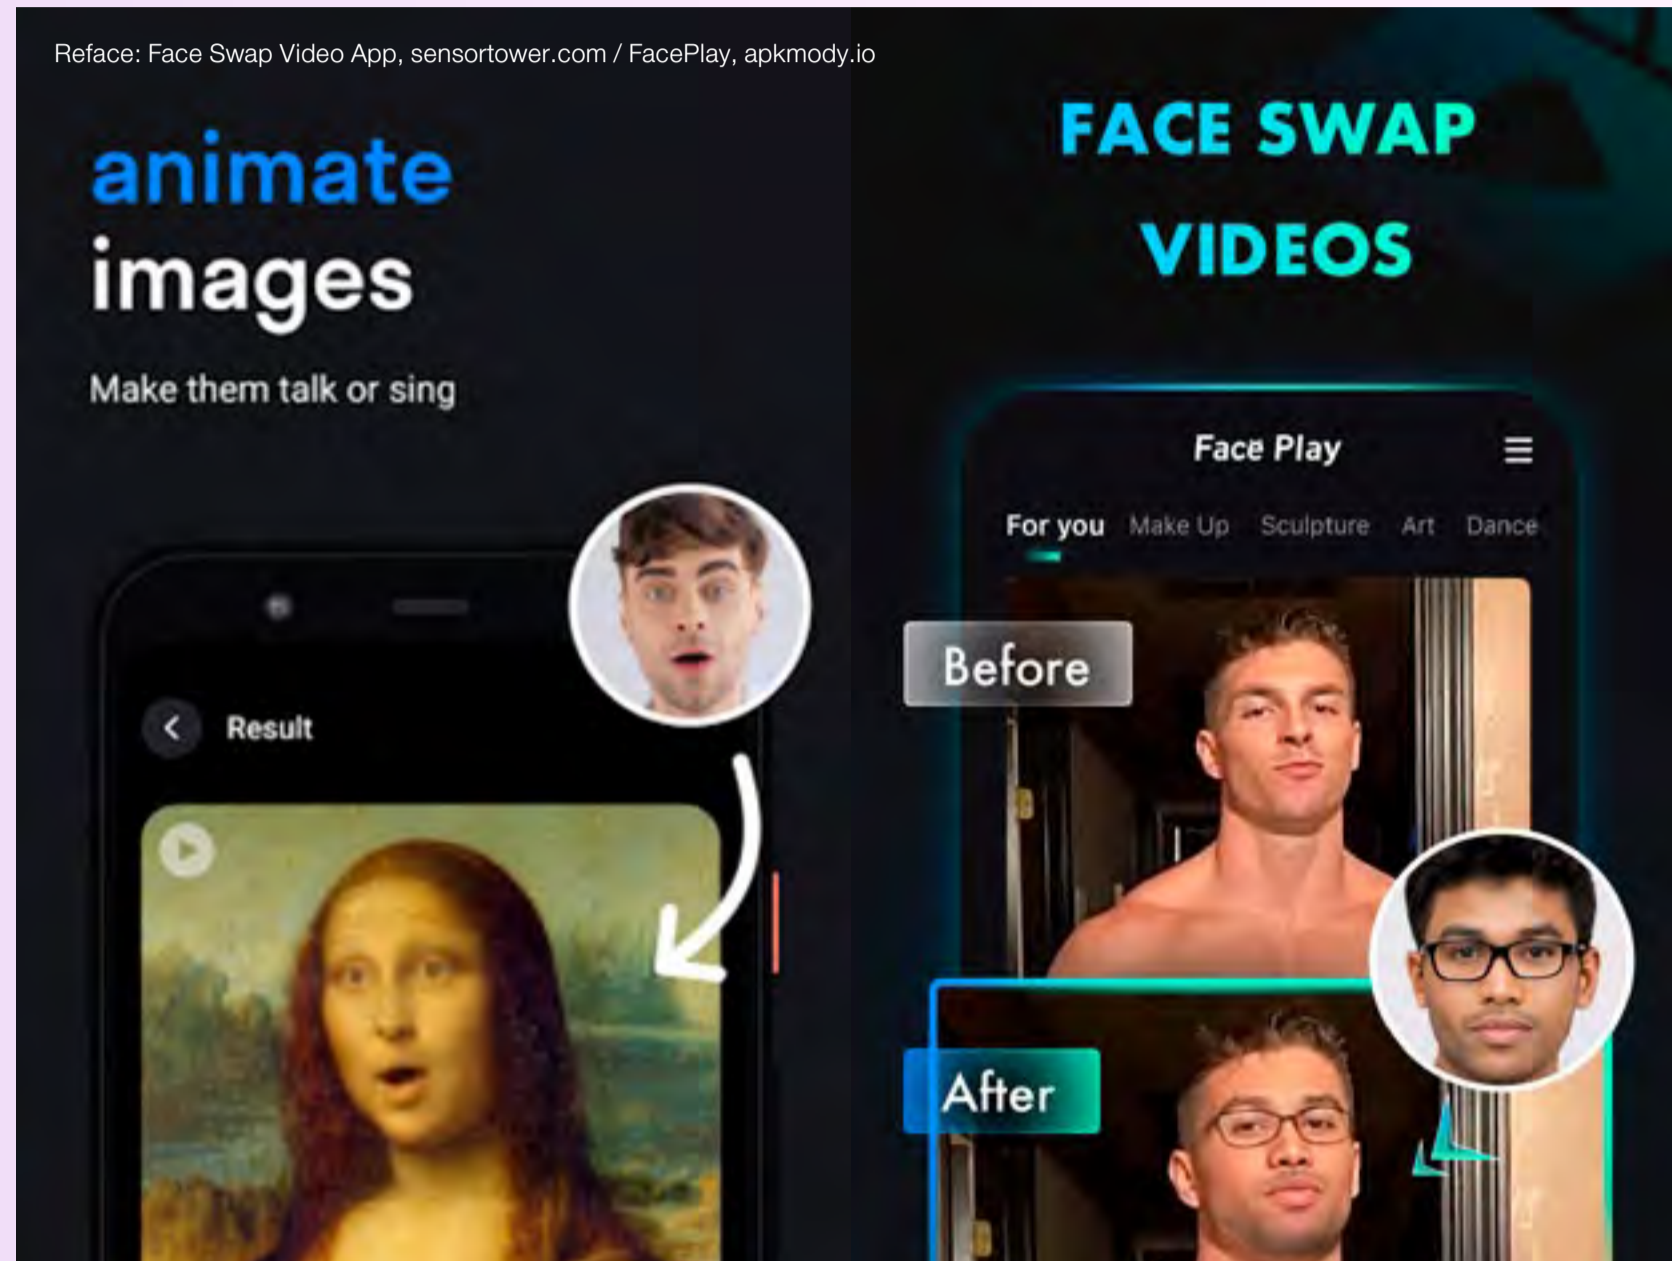 Reface: Face Swap Video App, sensortower.com / FacePlay, apkmody.io
animate
images
Make them talk or sing
Result
FACE SWAP
VIDEOS
Face Play
For you Make Up Sculpture Art Dance
Before
After